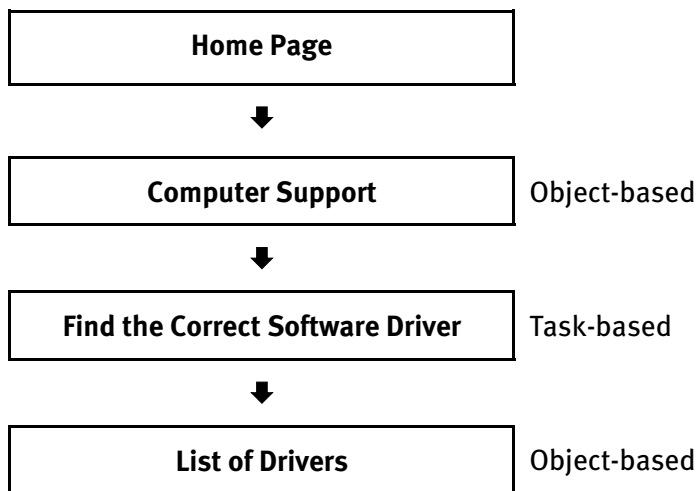 Home Page
Computer Support Object-based
Find the Correct Software Driver Task-based
List of Drivers Object-based